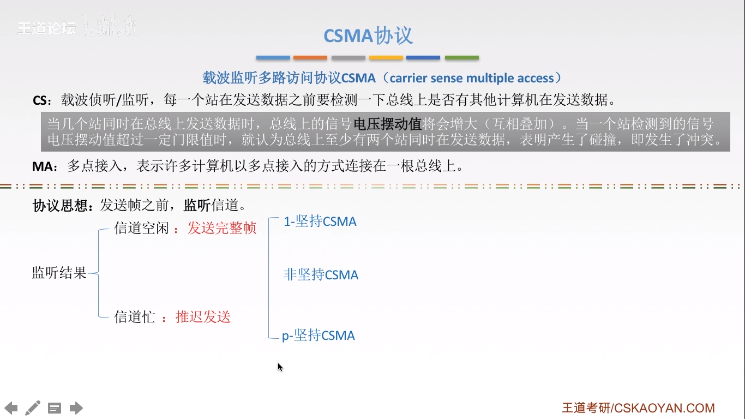 王道论坛
CSMA协议
载波监听多路访问协议CSMA（carrier sense multiple access）
CS：载波侦听/监听，每一个站在发送数据之前要检测一下总线上是否有其他计算机在发送数据。
当几个站同时在总线上发送数据时，总线上的信号电压摆动值将会增大（互相叠加）。当一个站检测到的信号
电压摆动值超过一定门限值时，就认为总线上至少有两个站同时在发送数据，表明产生了碰撞，即发生了冲突。
MA：多点接入，表示许多计算机以多点接入的方式连接在一根总线上。
协议思想：发送帧之前，监听信道。
信道空闲：发送完整帧
1-坚持CSMA
监听结果
非坚持CSMA
信道忙：推迟发送
p-坚持CSMA
王道考研/CSKAOYAN.COM